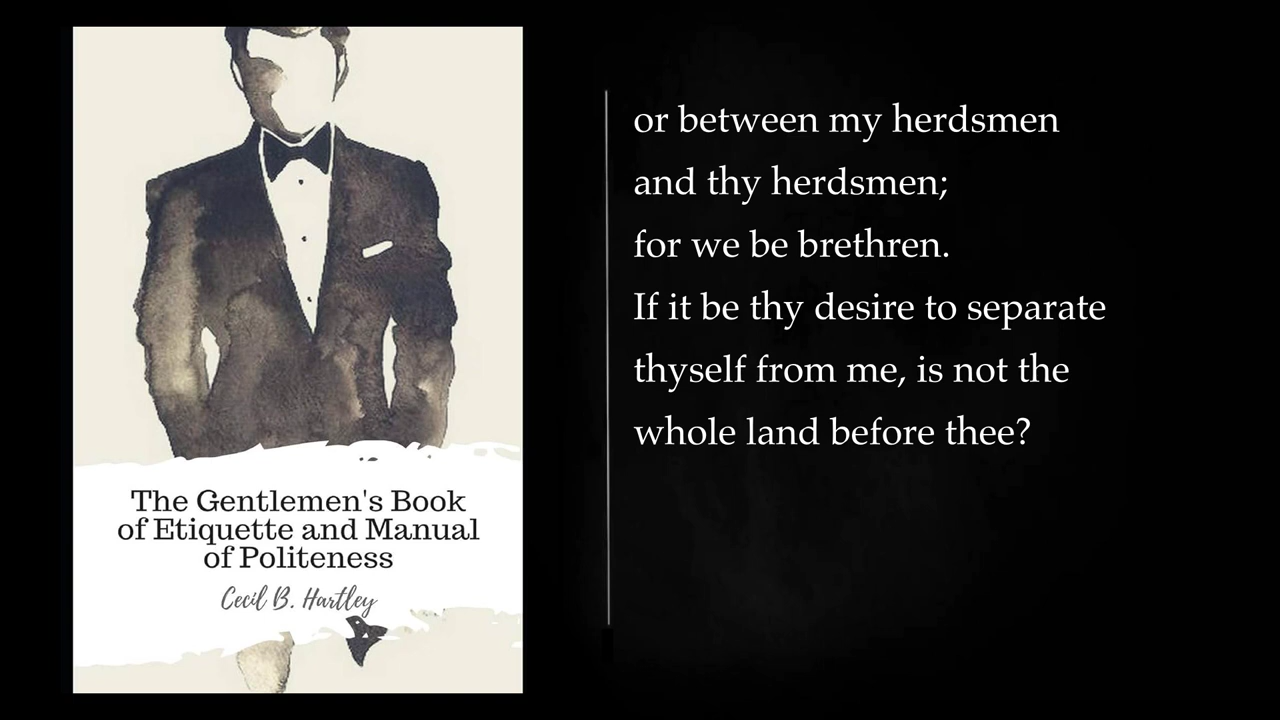 The Gentlemen's Book
of Etiquette and Manual
of Politeness
Cecil B. Hartley
or between my herdsmen
and thy herdsmen;
for we be brethren.
If it be thy desire to separate
thyself from me, is not the
whole land before thee?